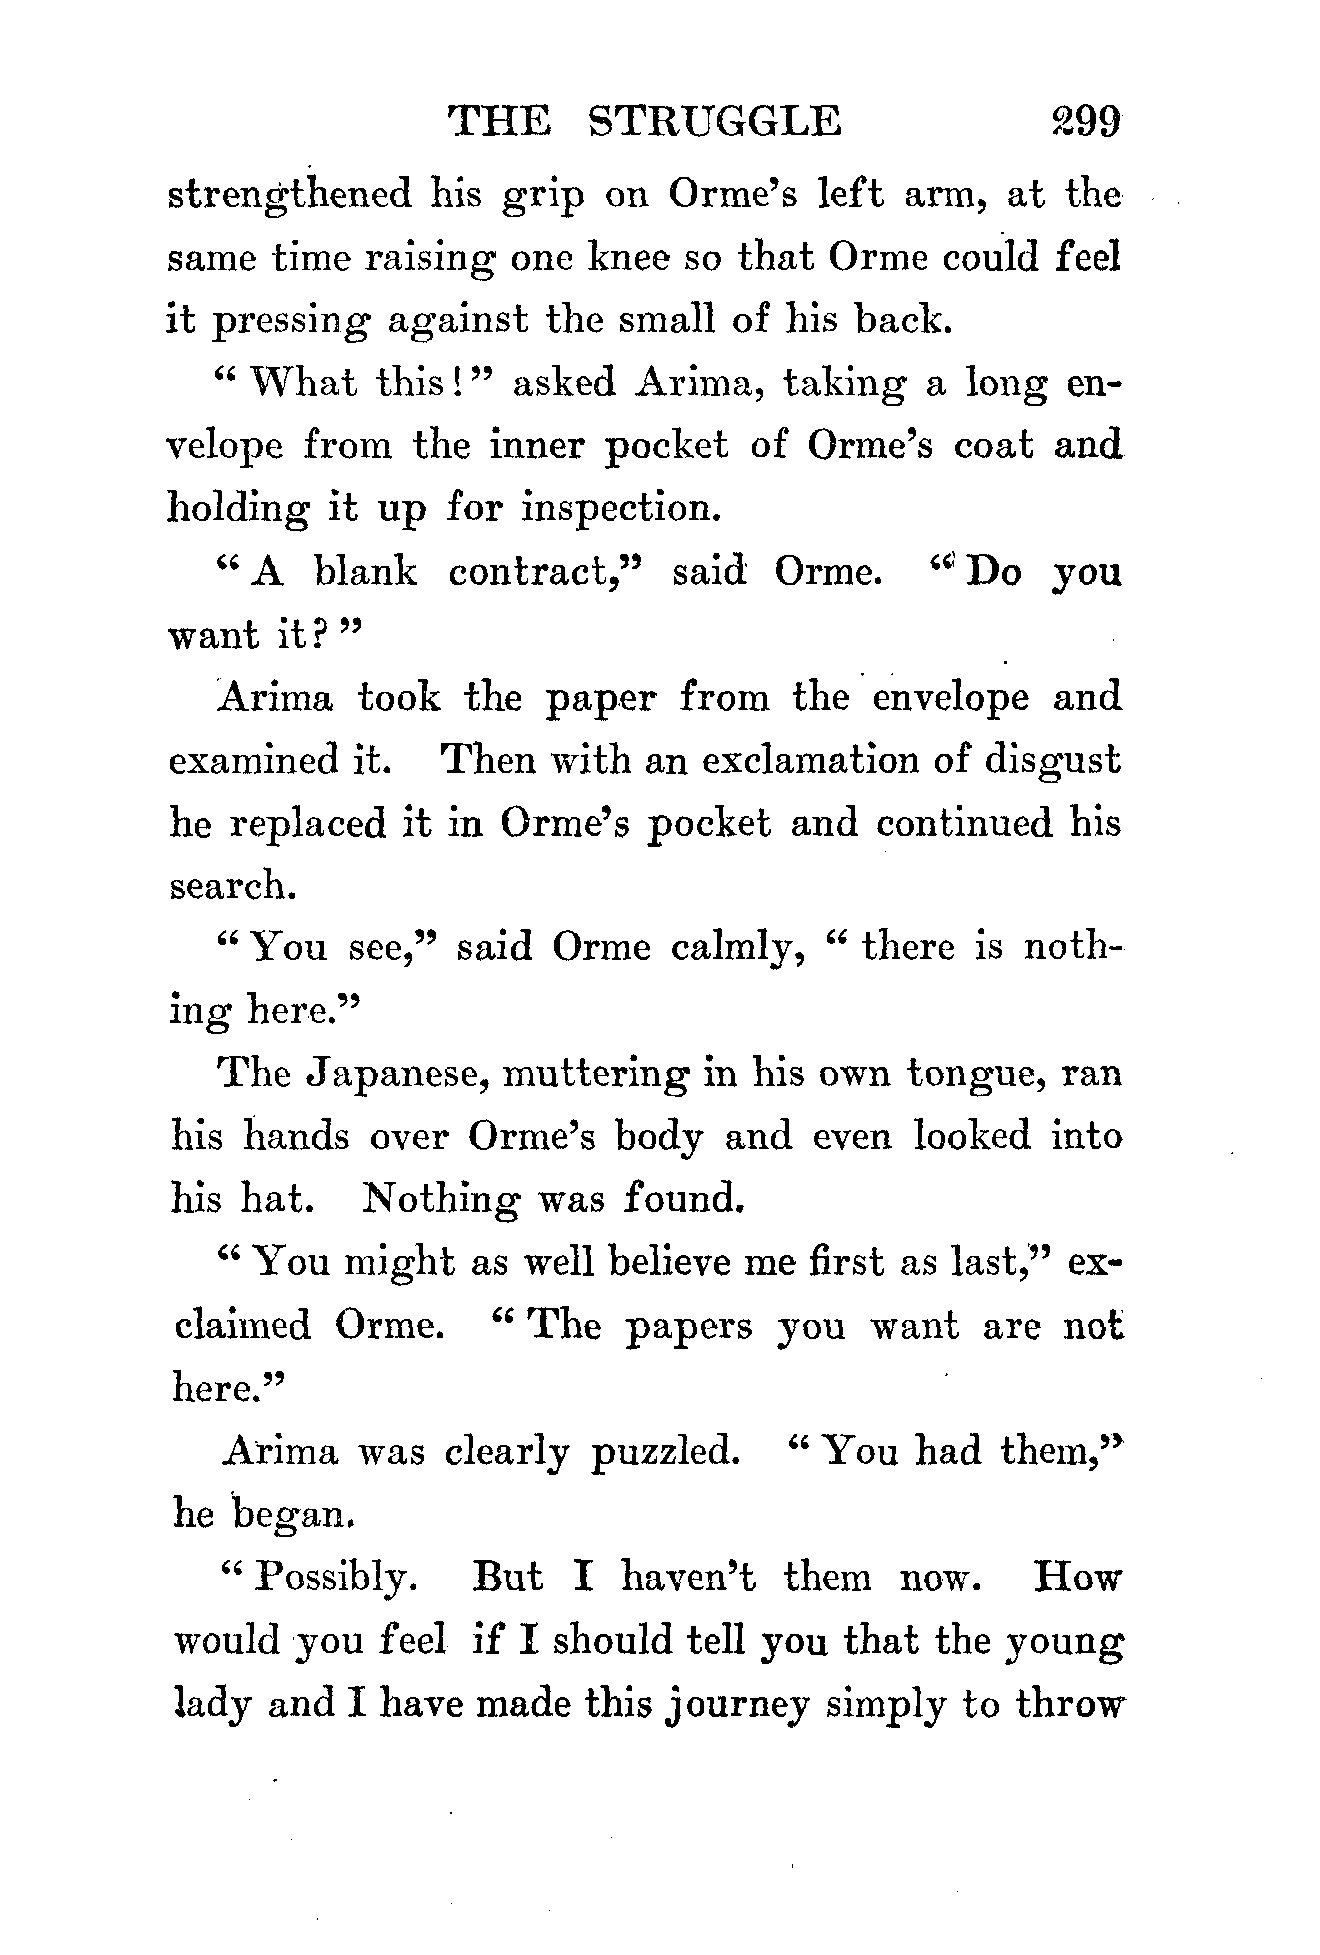 THE STRUGGLE 299
strengthened his grip on Orme's left arm, at the
same time raising one knee so that Orme could feel
it pressing against the small of his back.
" What this! " asked Arima, taking a long en-
velope from the inner pocket of Orme's coat and
holding it up for inspection.
" A blank contract," said Orme. " Do you
want it? "
Arima took the paper from the envelope and
examined it. Then with an exclamation of disgust
he replaced it in Orme's pocket and continued his
search.
" You see," said Orme calmly, " there is noth-
ing here."
The Japanese, muttering in his own tongue, ran
his hands over Orme's body and even looked into
his hat. Nothing was found.
" You might as well believe me first as last," ex-
claimed Orme. " The papers you want are not
here."
Arima was clearly puzzled. " You had them,"
he began.
" Possibly. But I haven't them now. How
would you feel if I should tell you that the young
lady and I have made this journey simply to throw